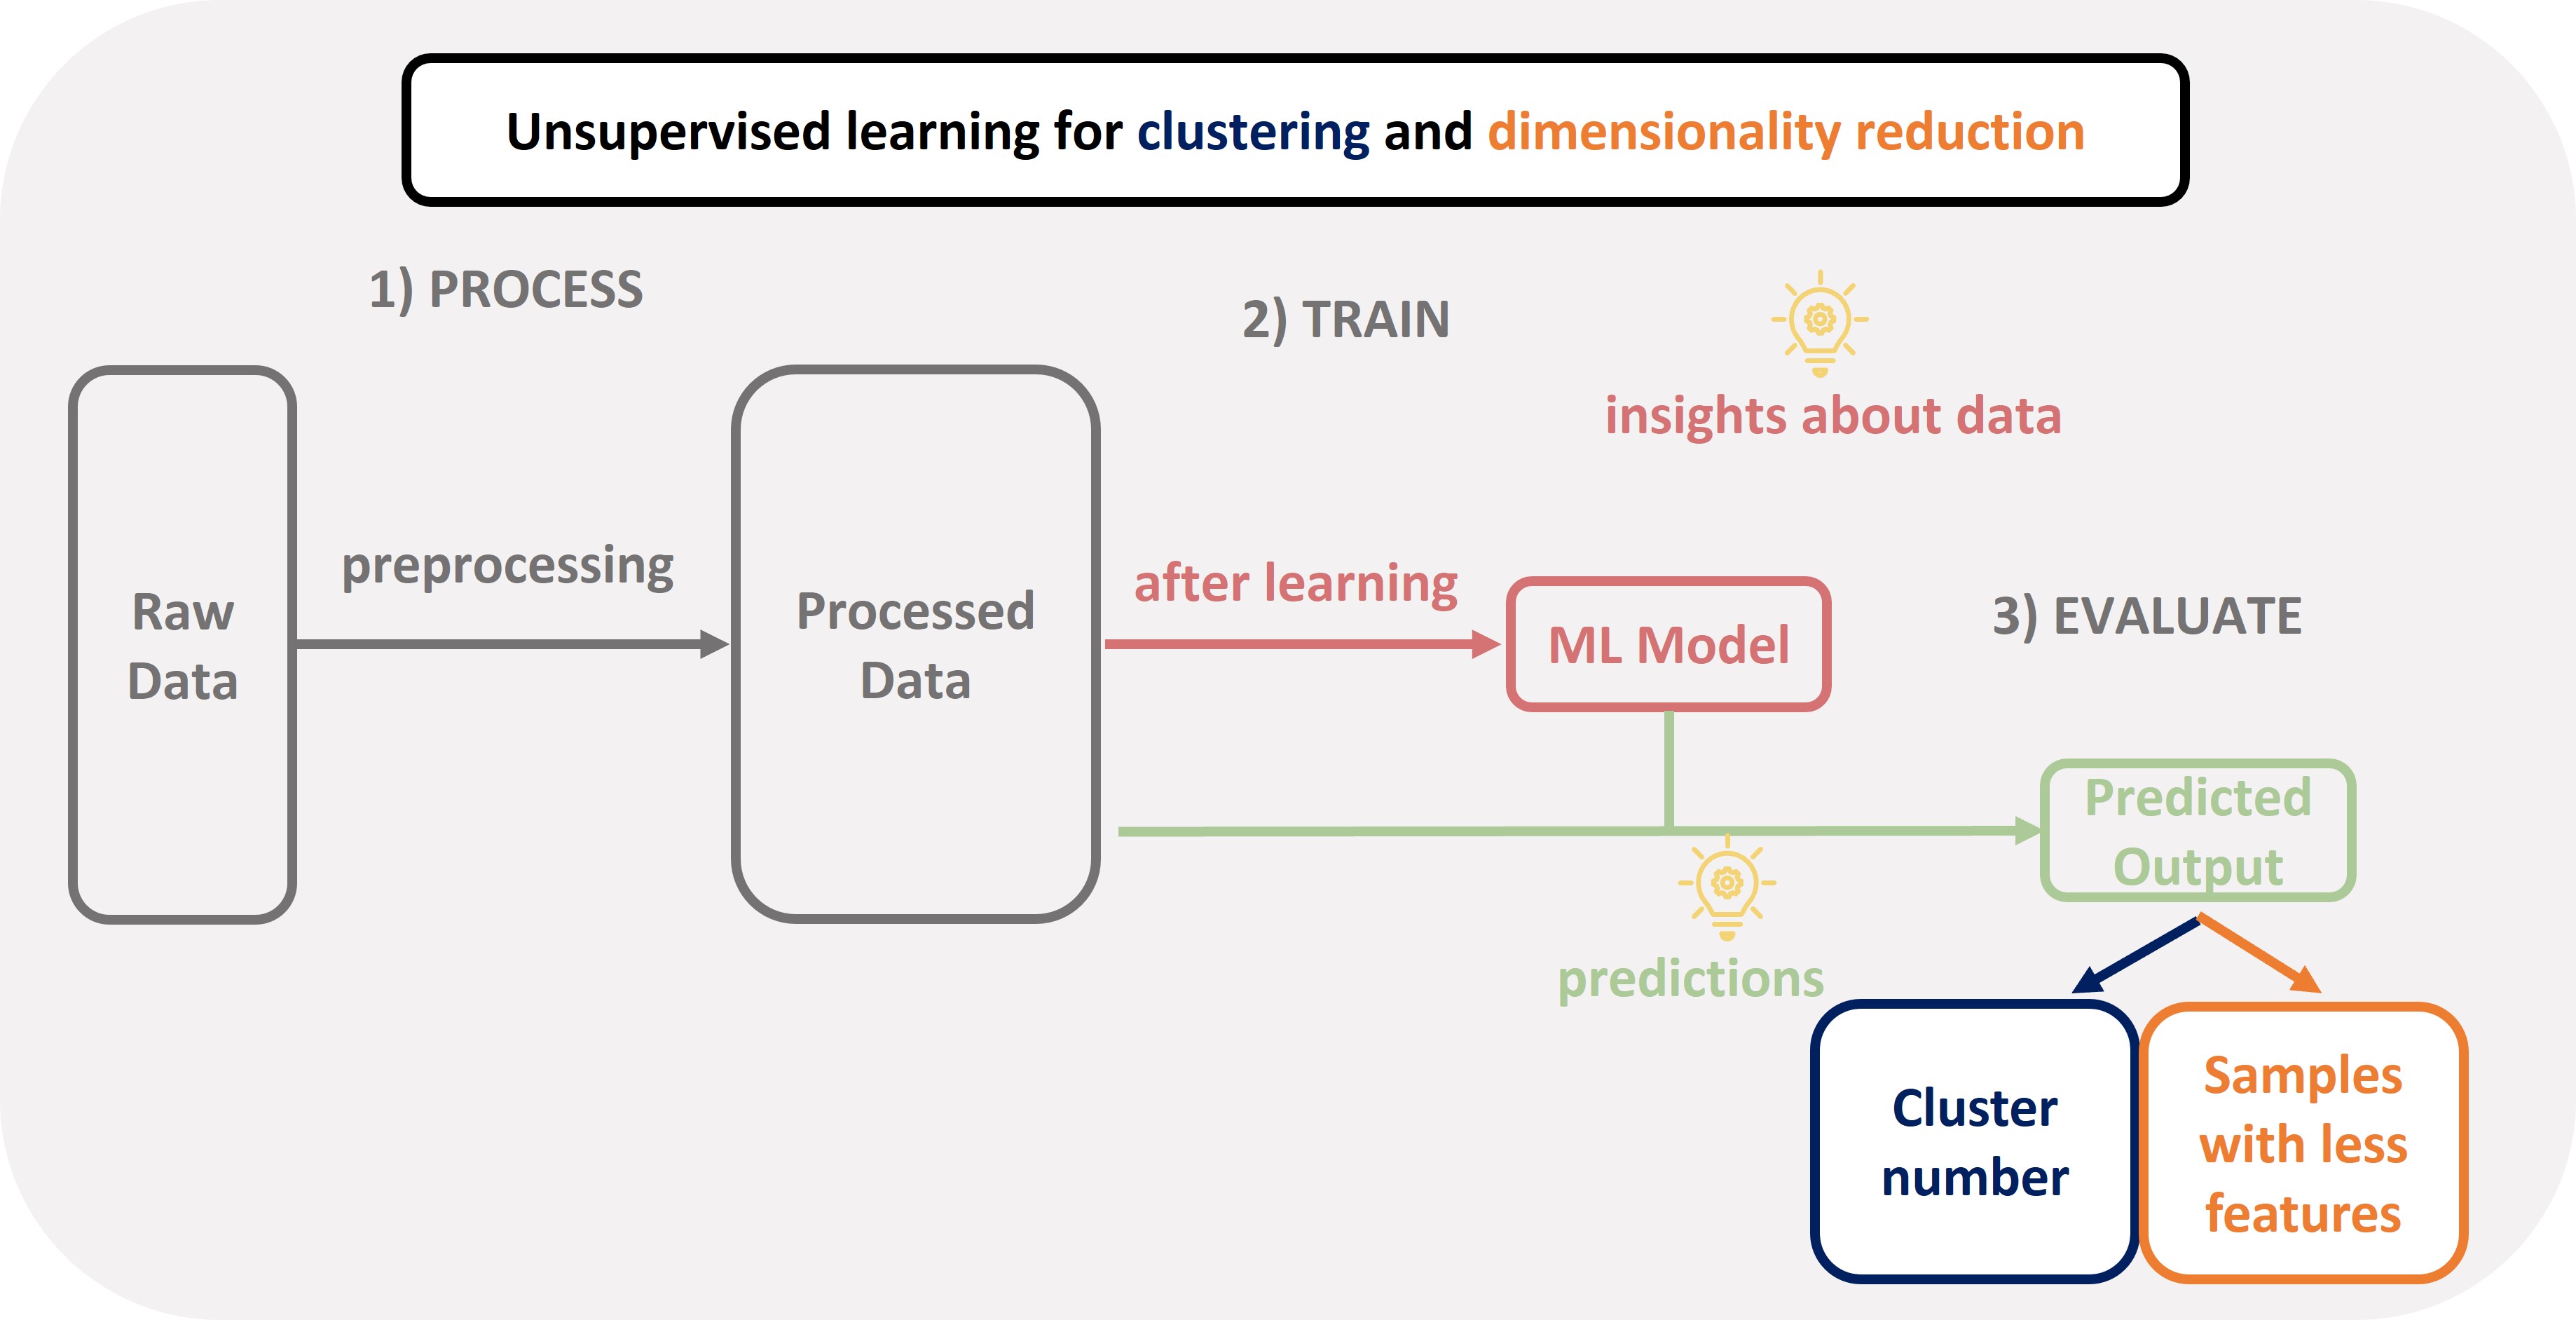 Unsupervised learning for clustering and dimensionality reduction
1) PROCESS
2) TRAIN
insights about data
Raw
Data
preprocessing
Processed
Data
after learning
ML Model
3) EVALUATE
Predicted
Output
predictions
Cluster
number
Samples
with less
features